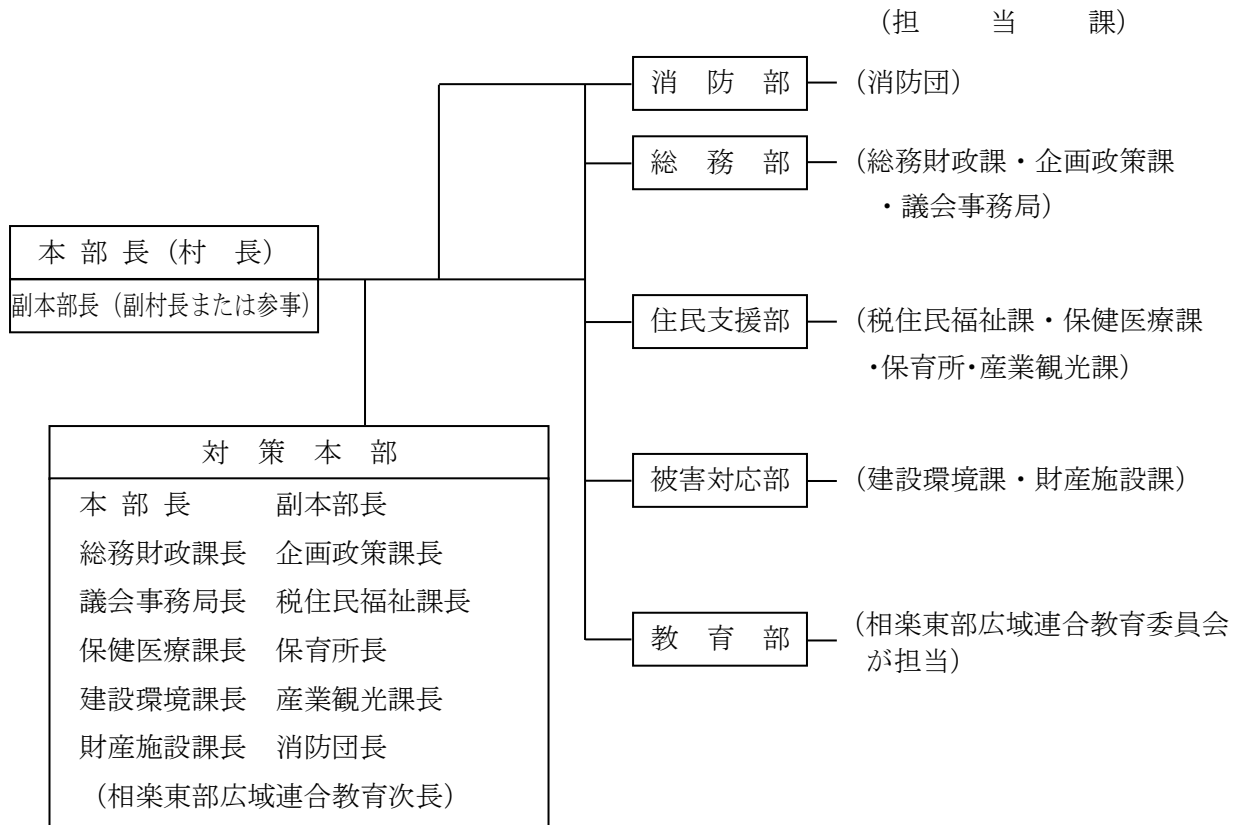 （担　当　課）
消　防　部
（消防団）
総　務　部
（総務財政課・企画政策課
・議会事務局）
本 部 長（村　長）
副本部長（副村長または参事）
住民支援部
（税住民福祉課・保健医療課
・保育所・産業観光課）
対　策　本　部
本 部 長　副本部長
総務財政課長　企画政策課長
議会事務局長　税住民福祉課長
保健医療課長　保育所長
建設環境課長　産業観光課長
財産施設課長　消防団長
（相楽東部広域連合教育次長）
被害対応部
（建設環境課・財産施設課）
教　育　部
（相楽東部広域連合教育委員会
が担当）